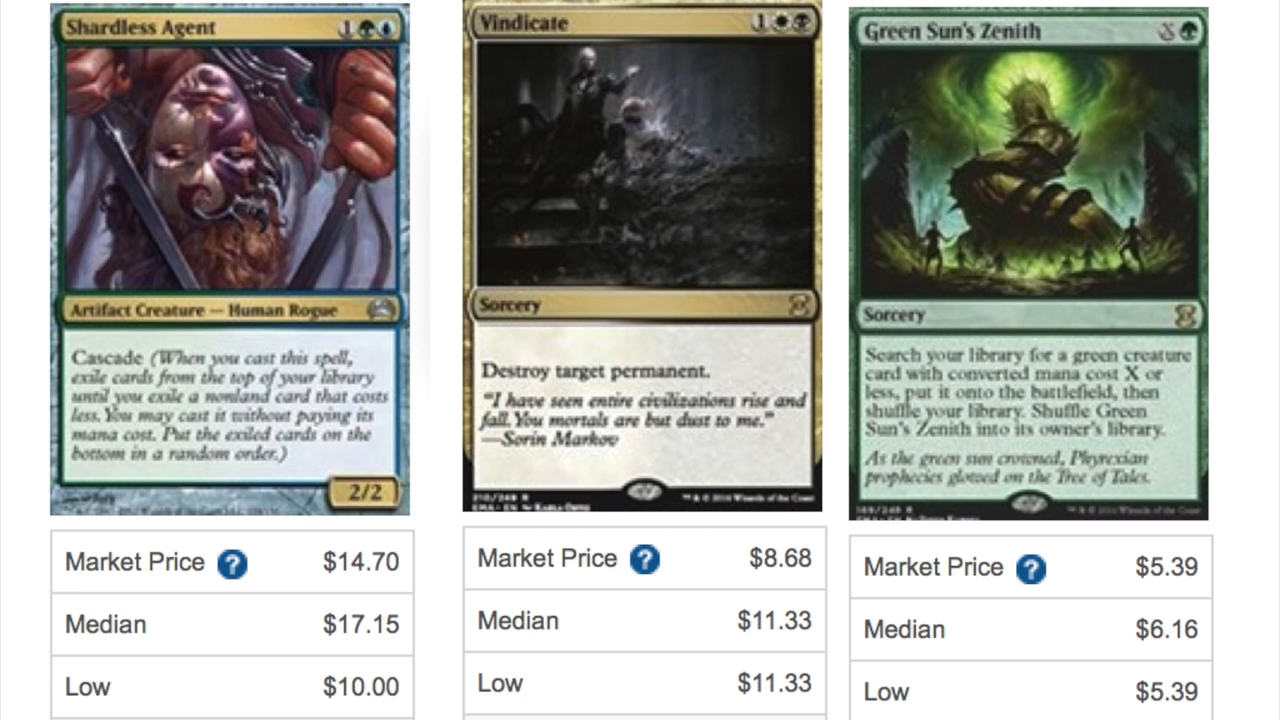 Shardless Agent
1
Artifact Creature — Human Rogue
Cascade (When you cast this spell,
exile cards from the top of your library
until you exile a nonland card that costs
less. You may cast it without paying its
mana cost. Put the exiled cards on the
bottom in a random order.)
2/2
Market Price ?
$14.70
Median
$17.15
Low
$10.00
Vindicate
1
Sorcery
Destroy target permanent.
"I have seen entire civilizations rise and
fall. You mortals are but dust to me."
—Sorin Markov
210/249 R
EMA • EN
Market Price ?
$8.68
Median
$11.33
Low
$11.33
Green Sun's Zenith
X
Sorcery
Search your library for a green creature
card with converted mana cost X or
less, put it onto the battlefield, then
shuffle your library. Shuffle Green
Sun's Zenith into its owner's library.
As the green sun crowned, Phyrexian
prophecies glowed on the Tree of Tales.
Market Price ?
$5.39
Median
$6.16
Low
$5.39